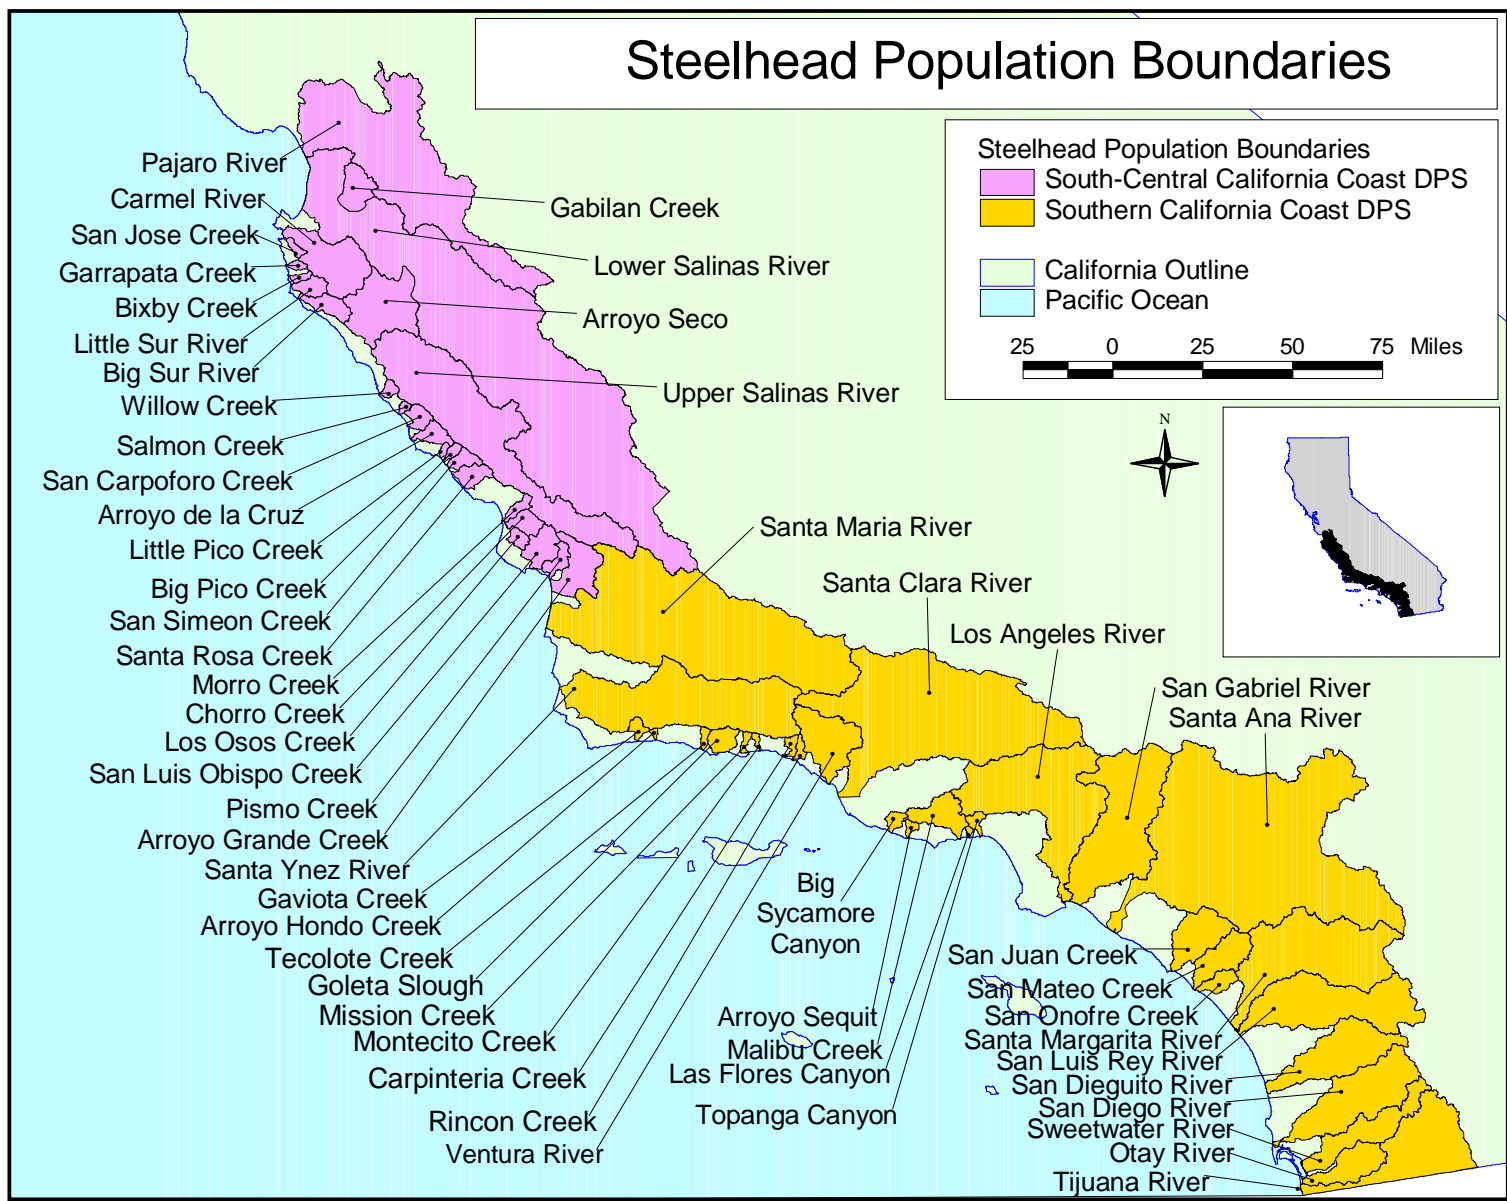 Steelhead Population Boundaries
Steelhead Population Boundaries
South-Central California Coast DPS
Southern California Coast DPS
California Outline
Pacific Ocean
25 0 25 50 75 Miles
N
Pajaro River
Carmel River
San Jose Creek
Garrapata Creek
Bixby Creek
Little Sur River
Big Sur River
Willow Creek
Salmon Creek
San Carpoforo Creek
Arroyo de la Cruz
Little Pico Creek
Big Pico Creek
San Simeon Creek
Santa Rosa Creek
Morro Creek
Chorro Creek
Los Osos Creek
San Luis Obispo Creek
Pismo Creek
Arroyo Grande Creek
Santa Ynez River
Gaviota Creek
Arroyo Hondo Creek
Tecolote Creek
Goleta Slough
Mission Creek
Montecito Creek
Carpinteria Creek
Rincon Creek
Ventura River
Gabilan Creek
Lower Salinas River
Arroyo Seco
Upper Salinas River
Santa Maria River
Santa Clara River
Los Angeles River
San Gabriel River
Santa Ana River
Big
Sycamore
Canyon
Arroyo Sequit
Malibu Creek
Las Flores Canyon
Topanga Canyon
San Juan Creek
San Mateo Creek
San Onofre Creek
Santa Margarita River
San Luis Rey River
San Dieguito River
San Diego River
Sweetwater River
Otay River
Tijuana River